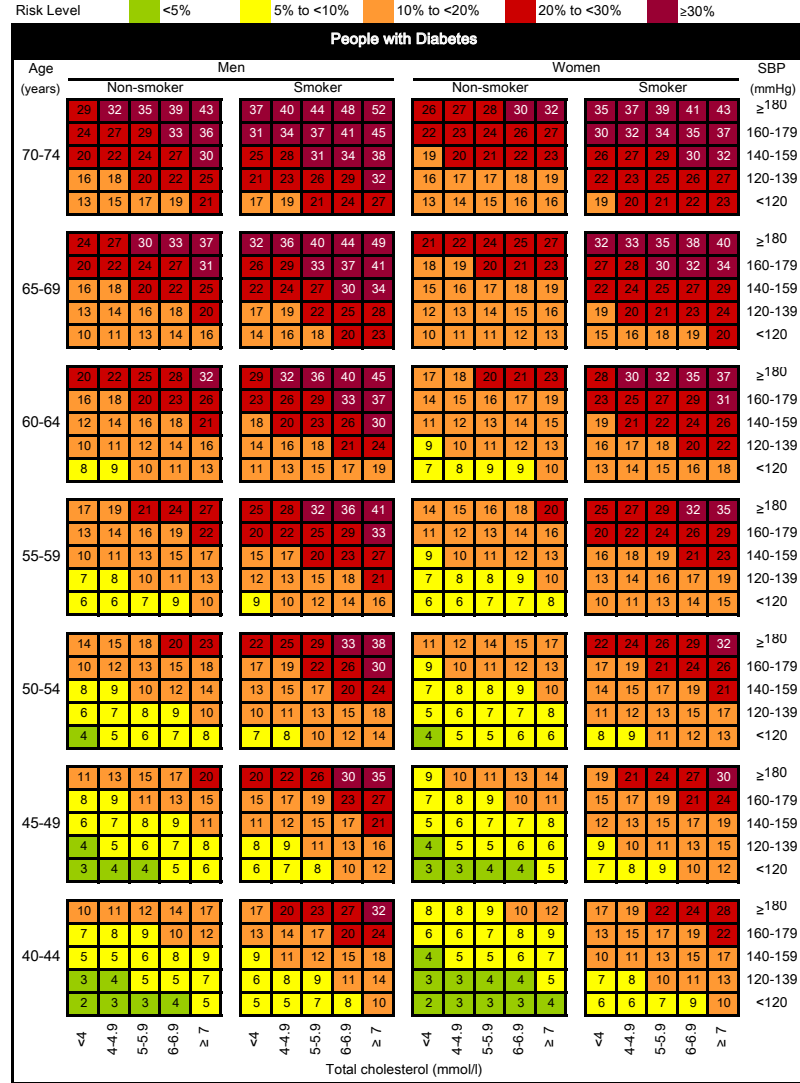 Risk Level <5% 5% to <10% 10% to <20% 20% to <30% ≥30%
People with Diabetes
Age Men Women SBP
(years) Non-smoker Smoker Non-smoker Smoker (mmHg)
29 32 35 39 43 37 40 44 48 52 26 27 28 30 32 35 37 39 41 43 ≥180
24 27 29 33 36 31 34 37 41 45 22 23 24 26 27 30 32 34 35 37 160-179
70-74 20 22 24 27 30 25 28 31 34 38 19 20 21 22 23 26 27 29 30 32 140-159
16 18 20 22 25 21 23 26 29 32 16 17 17 18 19 22 23 25 26 27 120-139
13 15 17 19 21 17 19 21 24 27 13 14 15 16 16 19 20 21 22 23 <120
24 27 30 33 37 32 36 40 44 49 21 22 24 25 27 32 33 35 38 40 ≥180
20 22 24 27 31 26 29 33 37 41 18 19 20 21 23 27 28 30 32 34 160-179
65-69 16 18 20 22 25 22 24 27 30 34 15 16 17 18 19 22 24 25 27 29 140-159
13 14 16 18 20 17 19 22 25 28 12 13 14 15 16 19 20 21 23 24 120-139
10 11 13 14 16 14 16 18 20 23 10 11 11 12 13 15 16 18 19 20 <120
20 22 25 28 32 29 32 36 40 45 17 18 20 21 23 28 30 32 35 37 ≥180
16 18 20 23 26 23 26 29 33 37 14 15 16 17 19 23 25 27 29 31 160-179
60-64 12 14 16 18 21 18 20 23 26 30 11 12 13 14 15 19 21 22 24 26 140-159
10 11 12 14 16 14 16 18 21 24 9 10 11 12 13 16 17 18 20 22 120-139
8 9 10 11 13 11 13 15 17 19 7 8 9 9 10 13 14 15 16 18 <120
17 19 21 24 27 25 28 32 36 41 14 15 16 18 20 25 27 29 32 35 ≥180
13 14 16 19 22 20 22 25 29 33 11 12 13 14 16 20 22 24 26 29 160-179
55-59 10 11 13 15 17 15 17 20 23 27 9 10 11 12 13 16 18 19 21 23 140-159
7 8 10 11 13 12 13 15 18 21 7 8 8 9 10 13 14 16 17 19 120-139
6 6 7 9 10 9 10 12 14 16 6 6 7 7 8 10 11 13 14 15 <120
14 15 18 20 23 22 25 29 33 38 11 12 14 15 17 22 24 26 29 32 ≥180
10 12 13 15 18 17 19 22 26 30 9 10 11 12 13 17 19 21 24 26 160-179
50-54 8 9 10 12 14 13 15 17 20 24 7 8 8 9 10 14 15 17 19 21 140-159
6 7 8 9 10 10 11 13 15 18 5 6 7 7 8 11 12 13 15 17 120-139
4 5 6 7 8 7 8 10 12 14 4 5 5 6 6 8 9 11 12 13 <120
11 13 15 17 20 20 22 26 30 35 9 10 11 13 14 19 21 24 27 30 ≥180
8 9 11 13 15 15 17 19 23 27 7 8 9 10 11 15 17 19 21 24 160-179
45-49 6 7 8 9 11 11 12 15 17 21 5 6 7 7 8 12 13 15 17 19 140-159
4 5 6 7 8 8 9 11 13 16 4 5 5 6 6 9 10 11 13 15 120-139
3 4 4 5 6 6 7 8 10 12 3 3 4 4 5 7 8 9 10 12 <120
10 11 12 14 17 17 20 23 27 32 8 8 9 10 12 17 19 22 24 28 ≥180
7 8 9 10 12 13 14 17 20 24 6 6 7 8 9 13 15 17 19 22 160-179
40-44 5 5 6 8 9 9 11 12 15 18 4 5 5 6 7 10 11 13 15 17 140-159
3 4 5 5 7 6 8 9 11 14 3 3 4 4 5 7 8 10 11 13 120-139
2 3 3 4 5 5 5 7 8 10 2 3 3 3 4 6 6 7 9 10 <120
<4 4-4.9 5-5.9 6-6.9 ≥ 7 <4 4-4.9 5-5.9 6-6.9 ≥ 7 <4 4-4.9 5-5.9 6-6.9 ≥ 7 <4 4-4.9 5-5.9 6-6.9 ≥ 7
Total cholesterol (mmol/l)